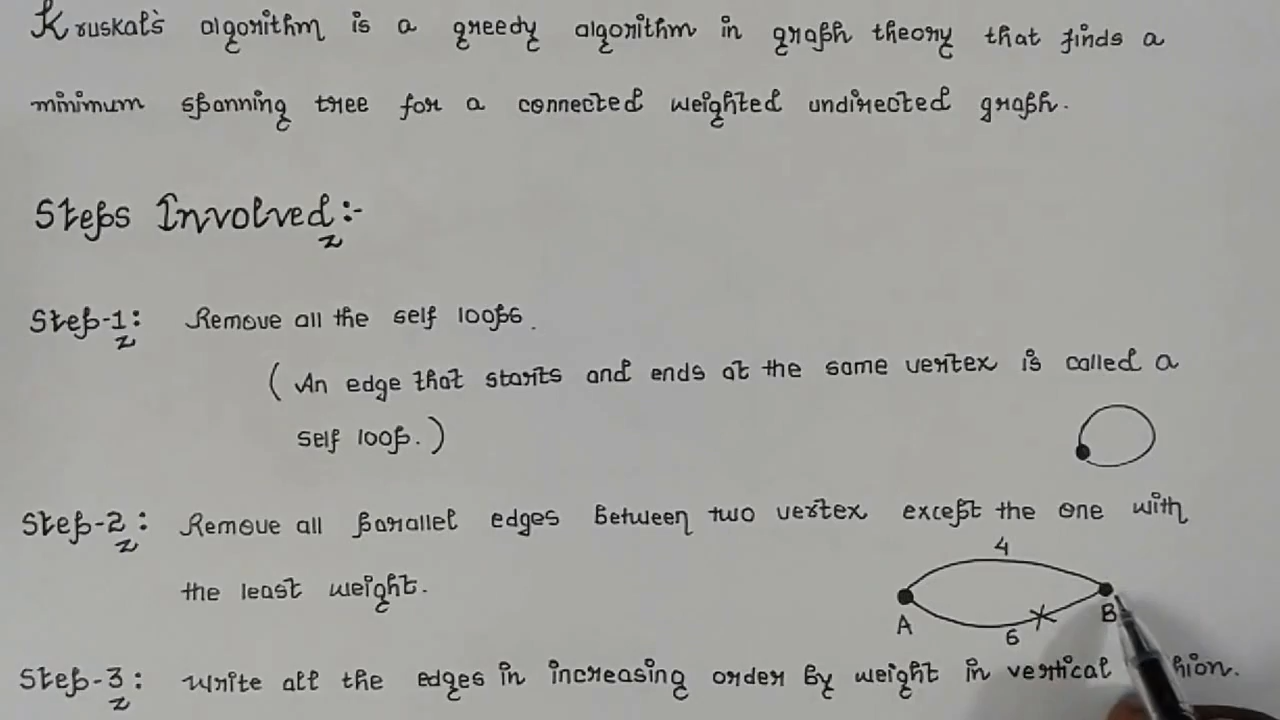 Kruskal's algorithm is a greedy algorithm in graph theory that finds a
minimum spanning tree for a connected weighted undirected graph.
Steps Involved:-
Step-1: Remove all the self loops.
(An edge that starts and ends at the same vertex is called a
self loop.)
Step-2: Remove all parallel edges between two vertex except the one with
the least weight.
4
A B
6
Step-3: Write all the edges in increasing order by weight in vertical